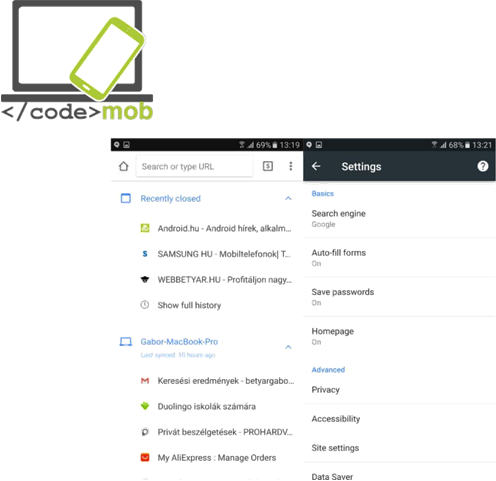 </code>mob
69% 13:19
Search or type URL
Recently closed
Android.hu - Android hírek, alkalm...
SAMSUNG HU - Mobiltelefonok| T...
WEBBETYAR.HU - Profitáljon nagy...
Show full history
Gabor-MacBook-Pro
Last synced: 10 hours ago
Keresési eredmények - betyargabo...
Duolingo iskolák számára
Privát beszélgetések - PROHARDV...
My AliExpress : Manage Orders
68% 13:21
Settings
Basics
Search engine
Google
Auto-fill forms
On
Save passwords
On
Homepage
On
Advanced
Privacy
Accessibility
Site settings
Data Saver